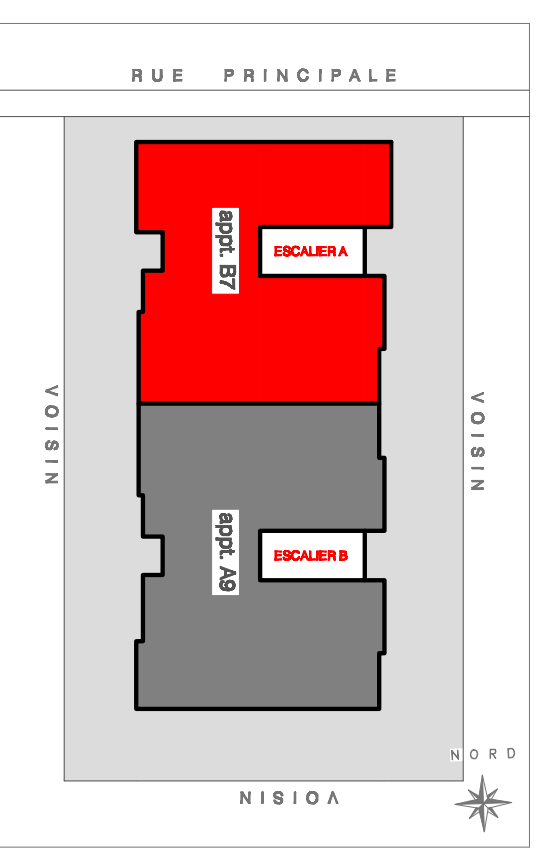 RUE PRINCIPALE
appt. B7
ESCALIER A
VOISIN
VOISIN
appt. A9
ESCALIER B
NORD
VOISIN